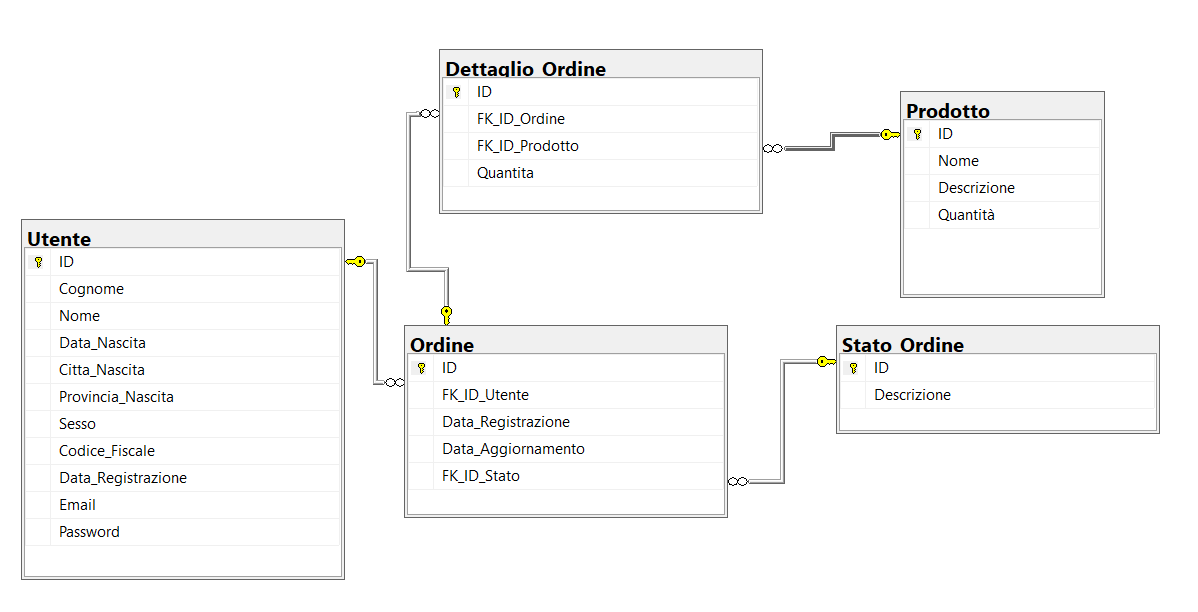 Dettaglio_Ordine
ID
FK_ID_Ordine
FK_ID_Prodotto
Quantita
Prodotto
ID
Nome
Descrizione
Quantità
Utente
ID
Cognome
Nome
Data_Nascita
Citta_Nascita
Provincia_Nascita
Sesso
Codice_Fiscale
Data_Registrazione
Email
Password
Ordine
ID
FK_ID_Utente
Data_Registrazione
Data_Aggiornamento
FK_ID_Stato
Stato_Ordine
ID
Descrizione